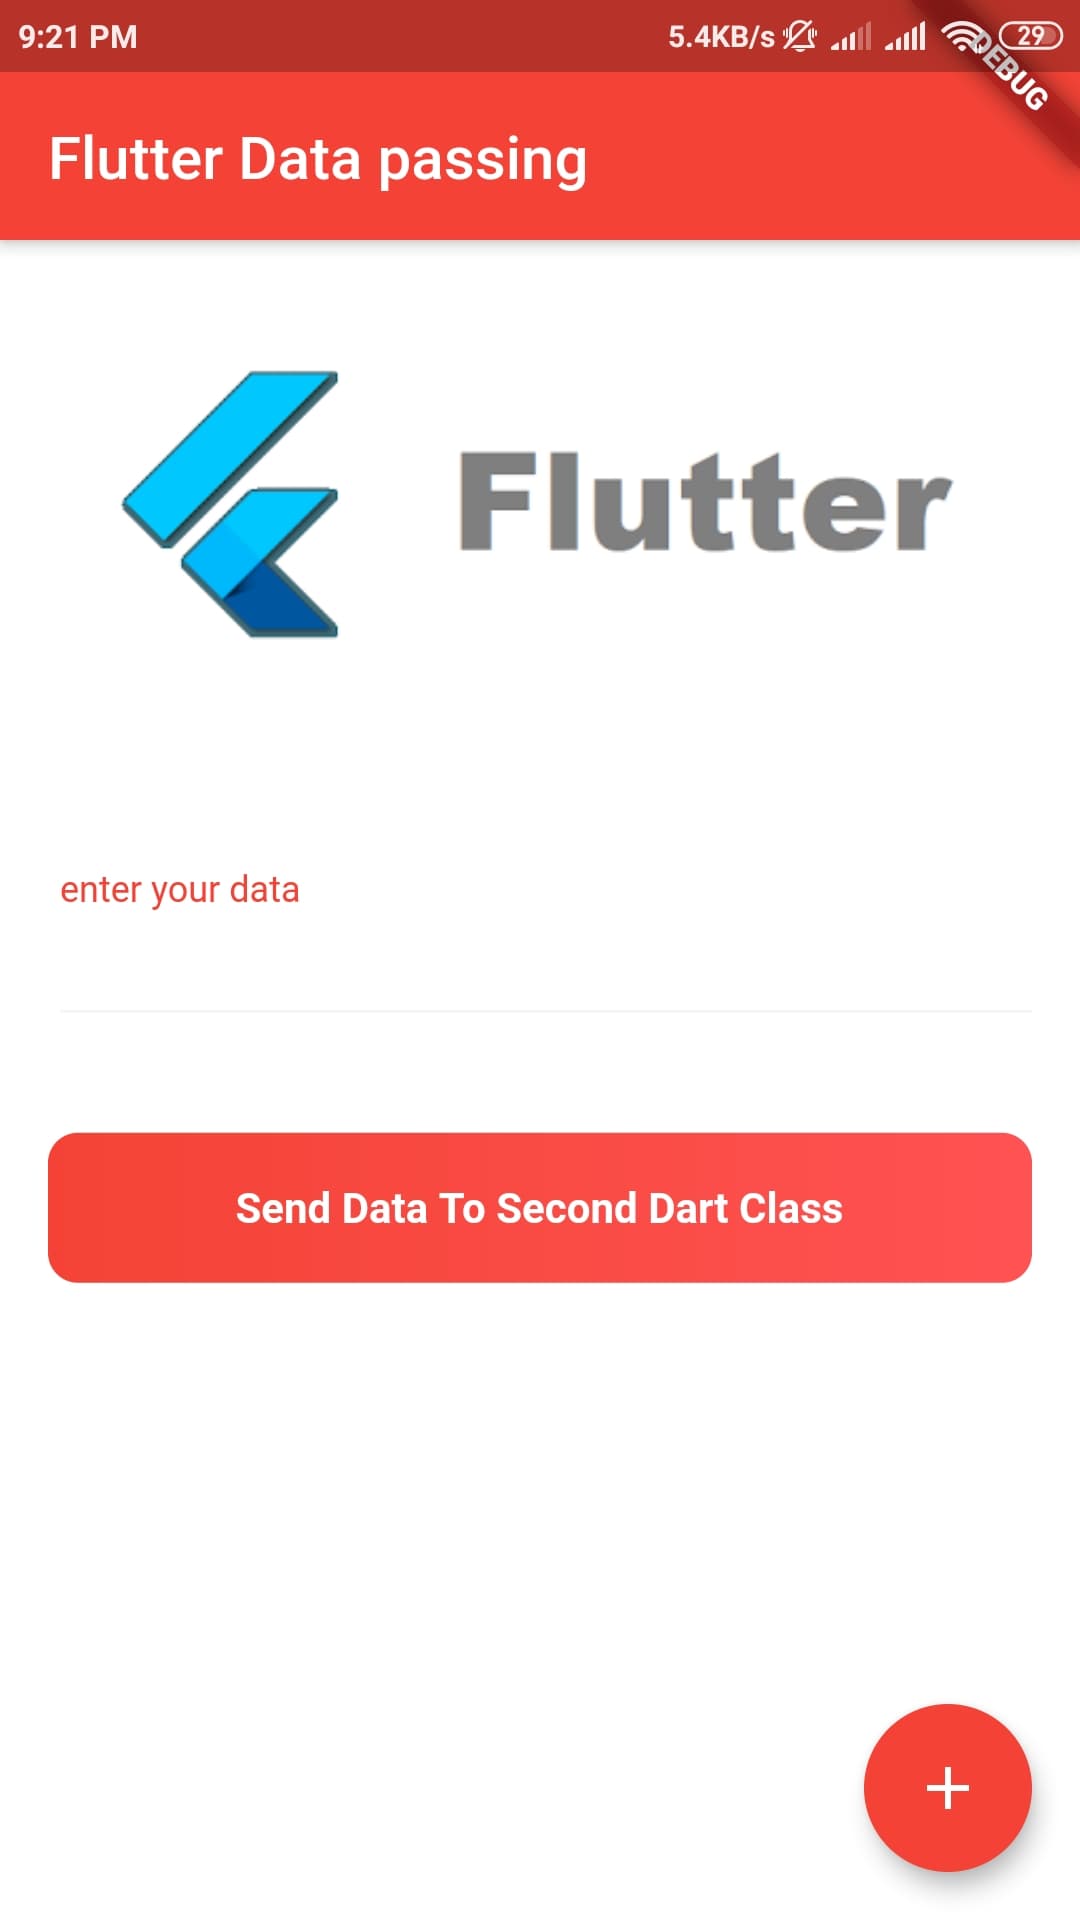 9:21 PM 5.4KB/s 29
DEBUG
Flutter Data passing
Flutter
enter your data
Send Data To Second Dart Class
+